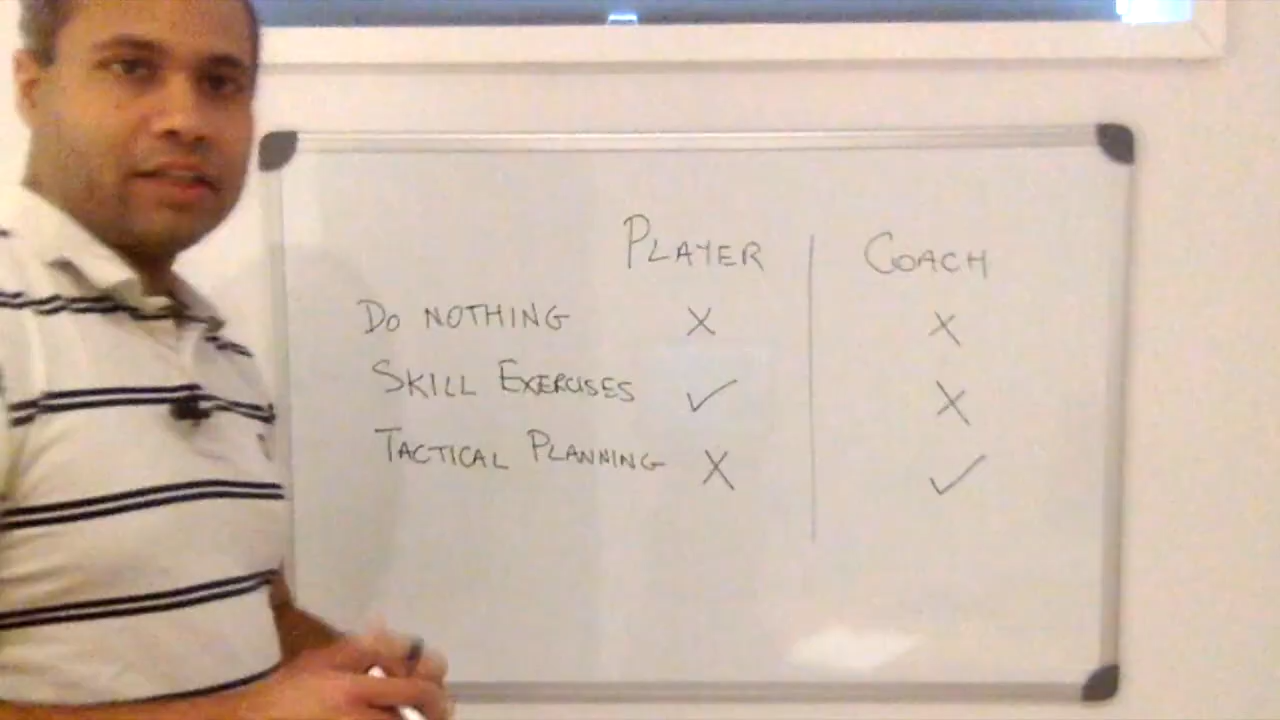 PLAYER COACH
DO NOTHING X X
SKILL EXERCISES ✓ X
TACTICAL PLANNING X ✓